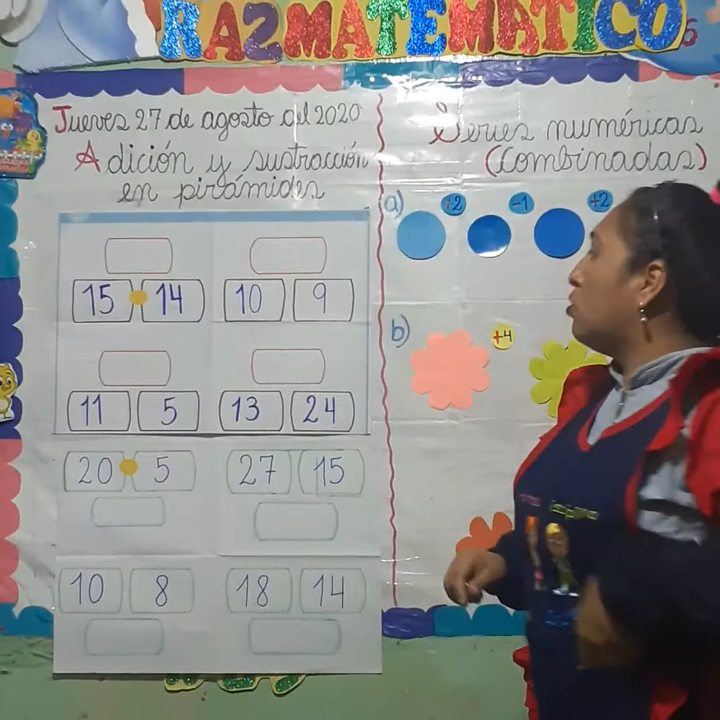 RAZMATEMÁTICO
Jueves 27 de agosto del 2020
Adición y sustracción
en pirámides
15 14 10 9
11 5 13 24
20 5 27 15
10 8 18 14
Series numéricas
(Combinadas)
a) +2 -1 +2
b) +4